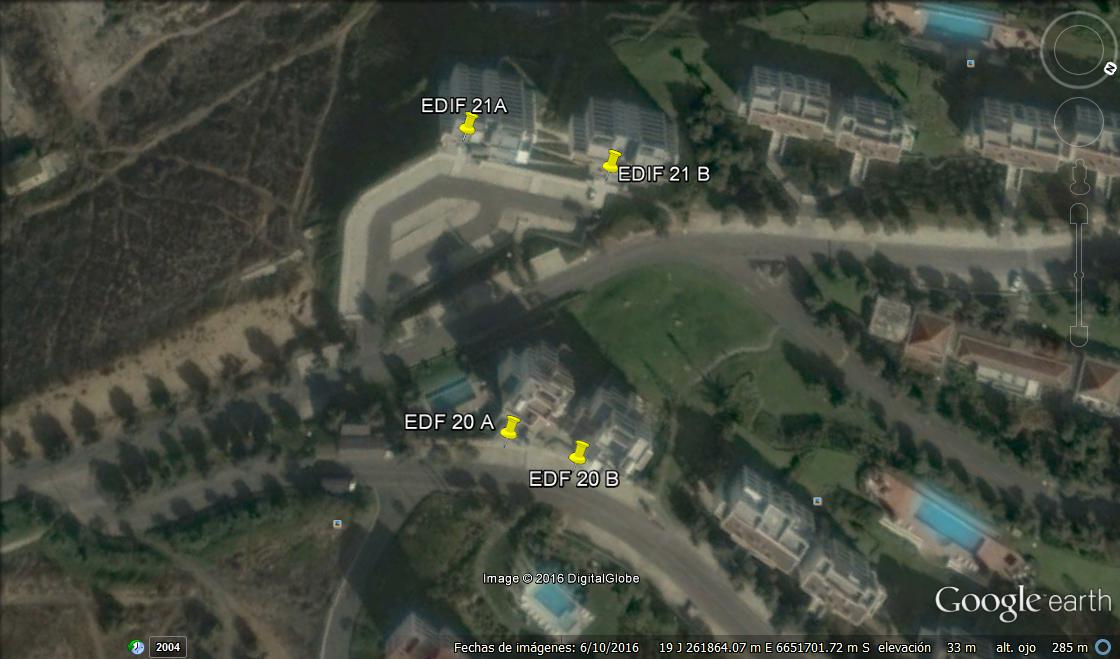 N
EDIF 21A
EDIF 21 B
EDF 20 A
EDF 20 B
Image © 2016 DigitalGlobe
Google earth
2004
Fechas de imágenes: 6/10/2016 19 J 261864.07 m E 6651701.72 m S elevación 33 m alt. ojo 285 m